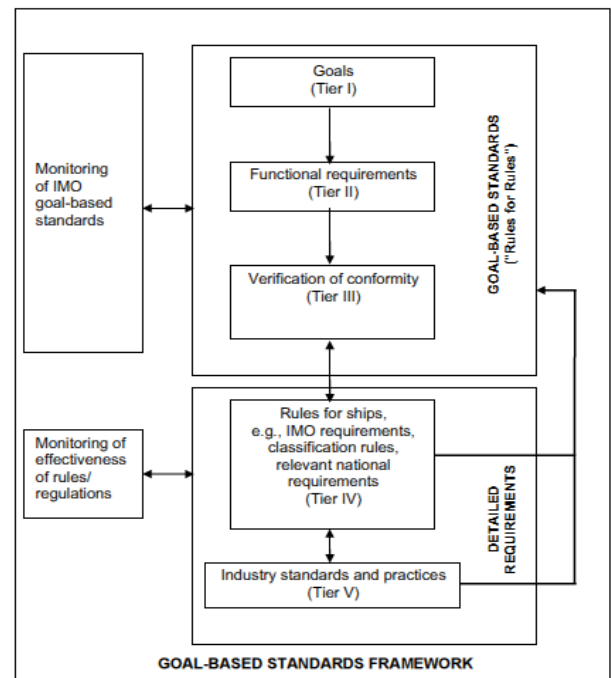 Goals
(Tier I)
Functional requirements
(Tier II)
Verification of conformity
(Tier III)
GOAL-BASED STANDARDS
("Rules for Rules")
Monitoring
of IMO
goal-based
standards
Rules for ships,
e.g., IMO requirements,
classification rules,
relevant national
requirements
(Tier IV)
Industry standards and practices
(Tier V)
DETAILED
REQUIREMENTS
Monitoring of
effectiveness
of rules/
regulations
GOAL-BASED STANDARDS FRAMEWORK